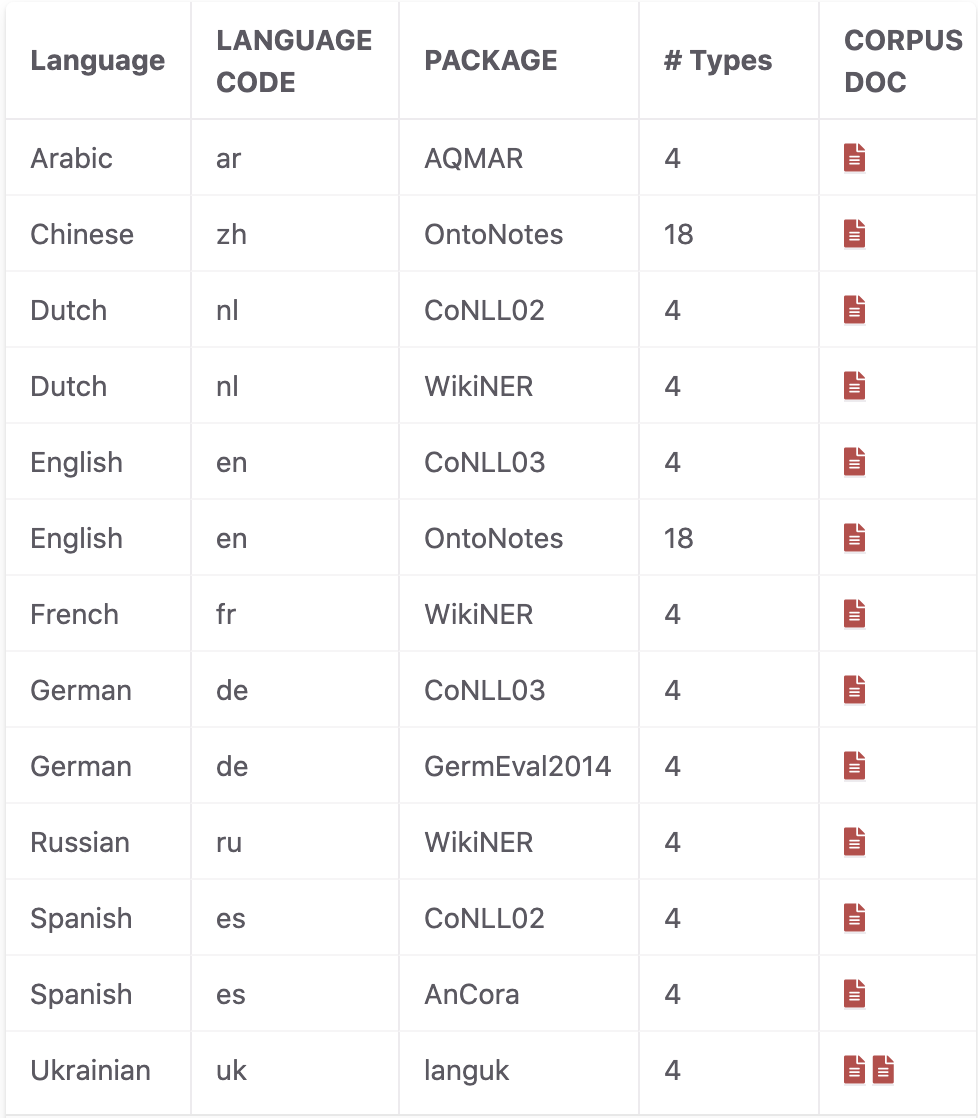 Language LANGUAGE CODE PACKAGE # Types CORPUS DOC
Arabic ar AQMAR 4
Chinese zh OntoNotes 18
Dutch nl CoNLL02 4
Dutch nl WikiNER 4
English en CoNLL03 4
English en OntoNotes 18
French fr WikiNER 4
German de CoNLL03 4
German de GermEval2014 4
Russian ru WikiNER 4
Spanish es CoNLL02 4
Spanish es AnCora 4
Ukrainian uk languk 4